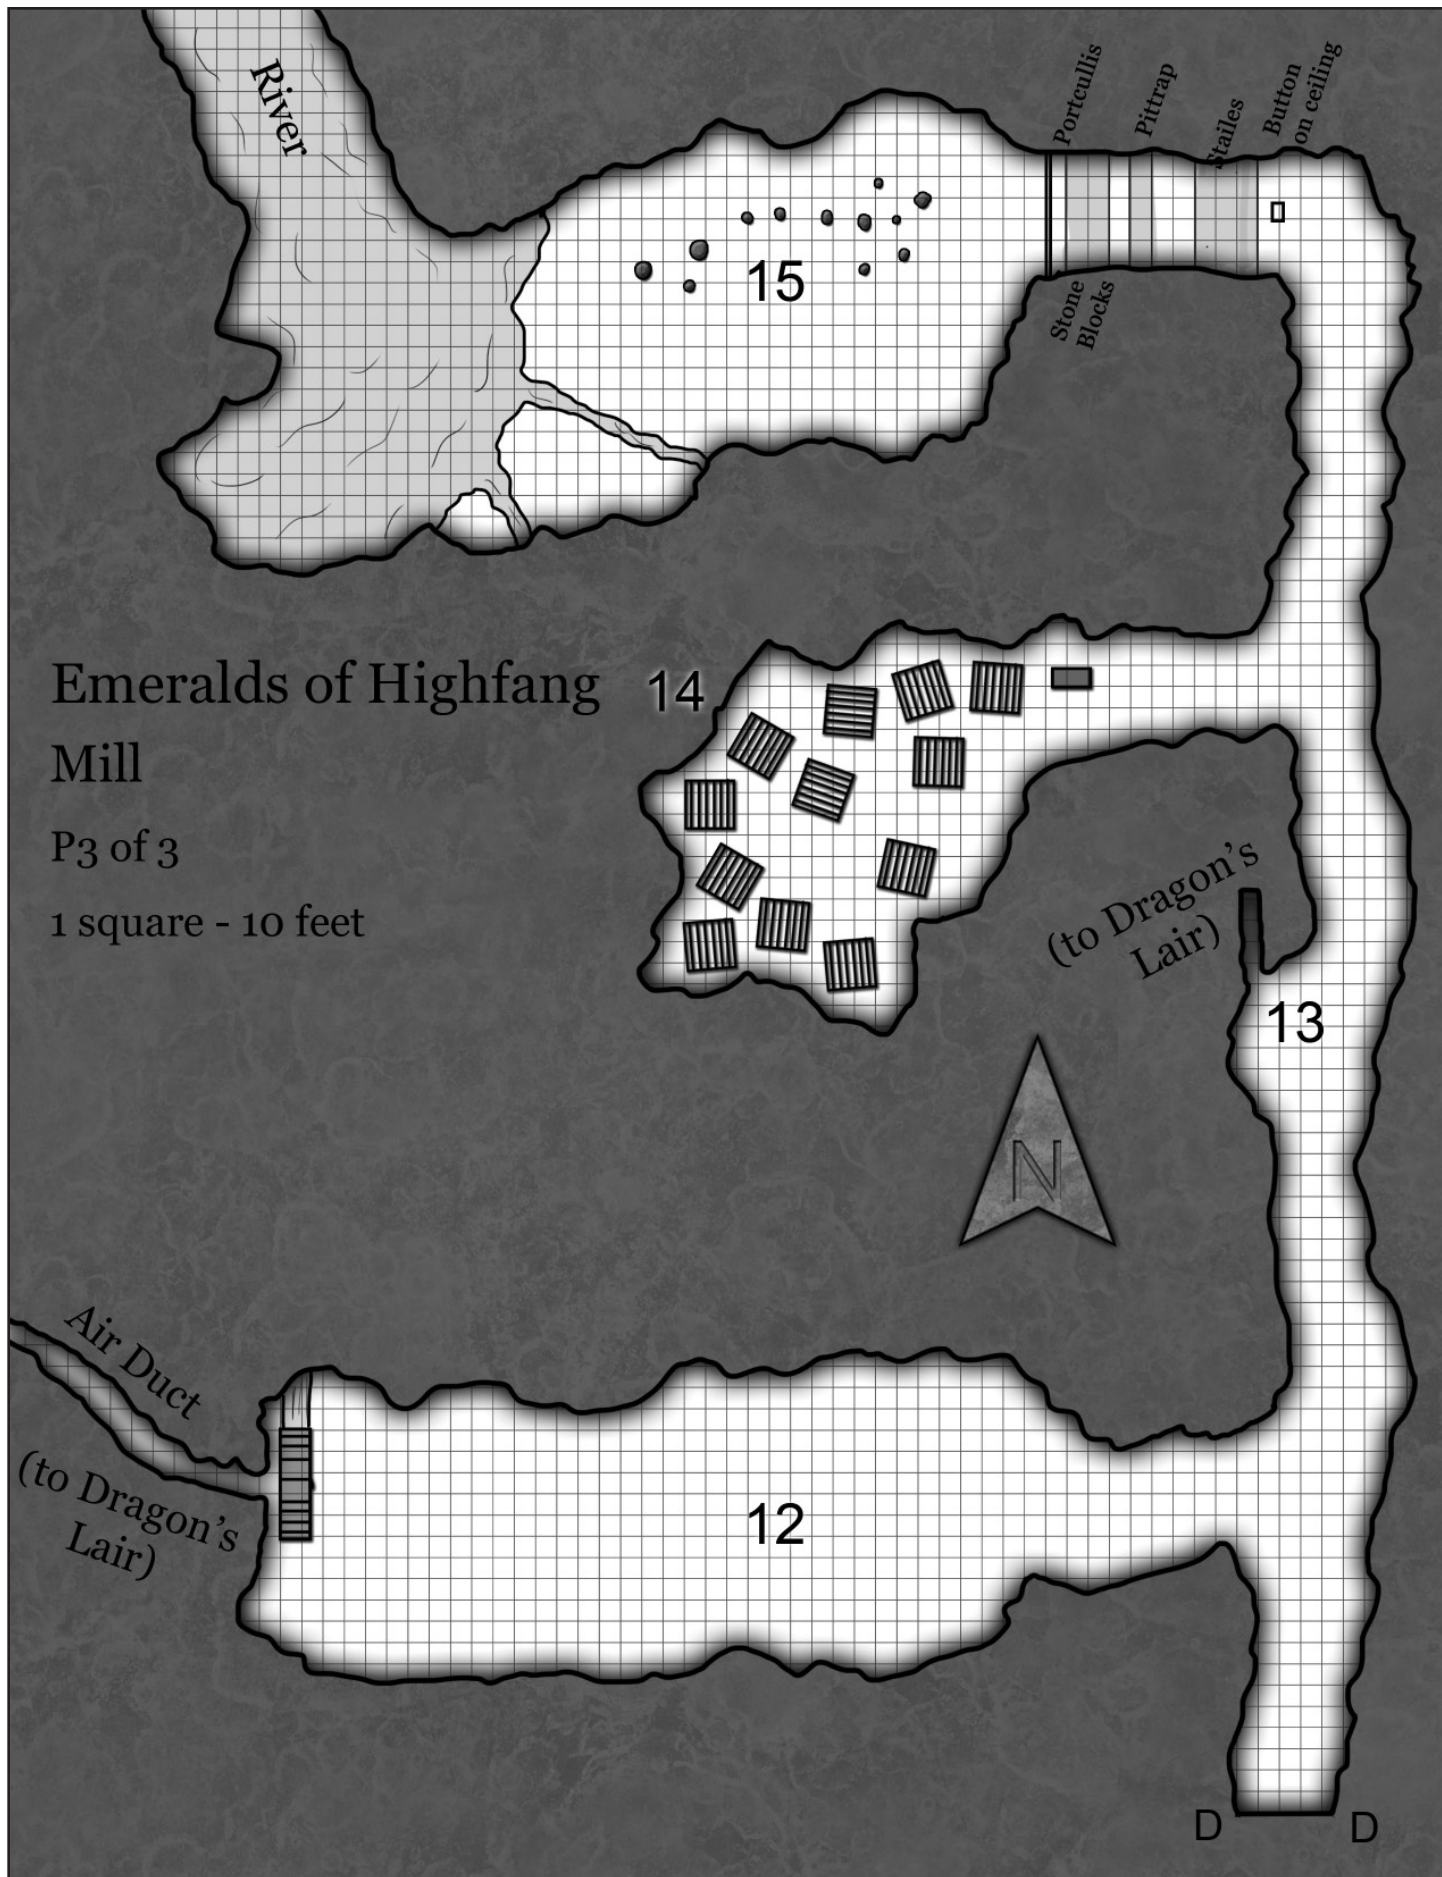 River
Portcullis
Pittrap
Stailes
Button
on ceiling
15
Stone
Blocks
Emeralds of Highfang
Mill
P3 of 3
1 square - 10 feet
14
(to Dragon's
Lair)
13
N
Air Duct
(to Dragon's
Lair)
12
D
D